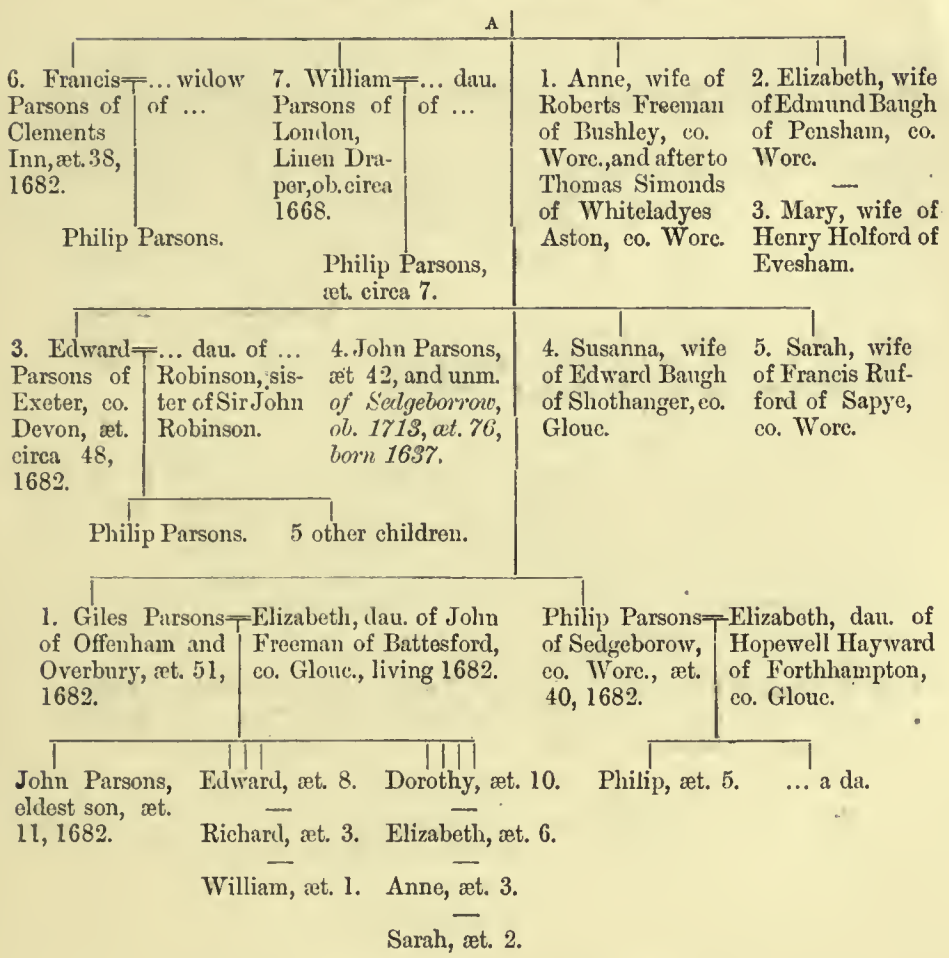 A
6. Francis
Parsons of
Clements
Inn, æt. 38,
1682.
... widow
of ...
Philip Parsons.
7. William
Parsons of
London,
Linen Dra-
per, ob. circa
1668.
... dau.
of ...
Philip Parsons,
æt. circa 7.
1. Anne, wife of
Roberts Freeman
of Bushley, co.
Worc., and after to
Thomas Simonds
of Whiteladyes
Aston, co. Worc.
2. Elizabeth, wife
of Edmund Baugh
of Pensham, co.
Worc.
3. Mary, wife of
Henry Holford of
Evesham.
3. Edward
Parsons of
Exeter, co.
Devon, æt.
circa 48,
1682.
... dau. of ...
Robinson, sis-
ter of Sir John
Robinson.
Philip Parsons.
5 other children.
4. John Parsons,
æt 42, and unm.
of Sedgeborrow,
ob. 1713, æt. 76,
born 1637.
4. Susanna, wife
of Edward Baugh
of Shothanger, co.
Glouc.
5. Sarah, wife
of Francis Ruf-
ford of Sapye,
co. Worc.
1. Giles Parsons
of Offenham and
Overbury, æt. 51,
1682.
Elizabeth, dau. of John
Freeman of Battesford,
co. Glouc., living 1682.
Philip Parsons
of Sedgeborow,
co. Worc., æt.
40, 1682.
Elizabeth, dau. of
Hopewell Hayward
of Forthhampton,
co. Glouc.
John Parsons,
eldest son, æt.
11, 1682.
Edward, æt. 8.
Richard, æt. 3.
William, æt. 1.
Dorothy, æt. 10.
Elizabeth, æt. 6.
Anne, æt. 3.
Sarah, æt. 2.
Philip, æt. 5.
... a da.